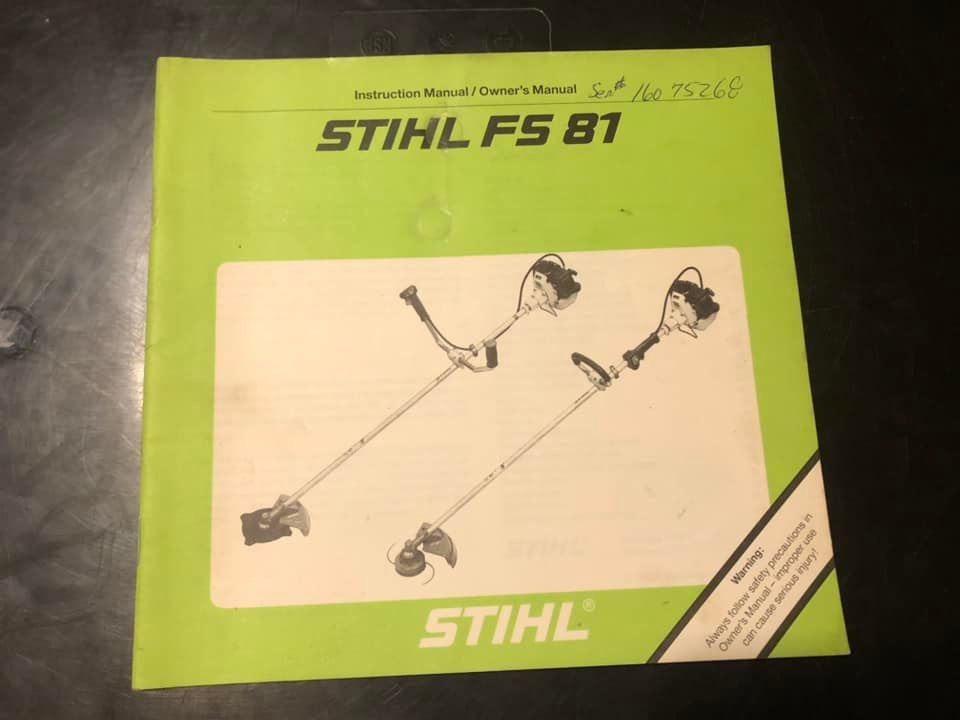 Instruction Manual / Owner's Manual Ser# 160 75268
STIHL FS 81
Warning:
Always follow safety precautions in
Owner's Manual – improper use
can cause serious injury!
STIHL®